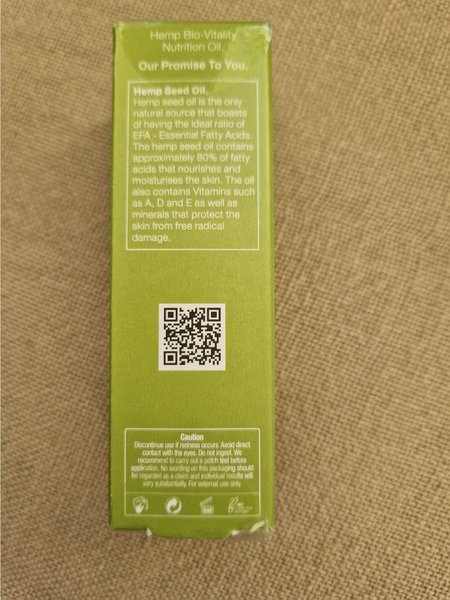 Hemp Bio-Vitality
Nutrition Oil.
Our Promise To You.
Hemp Seed Oil.
Hemp seed oil is the only
natural source that boasts
of having the ideal ratio of
EFA - Essential Fatty Acids.
The hemp seed oil contains
approximately 80% of fatty
acids that nourishes and
moisturises the skin. The oil
also contains Vitamins such
as A, D and E as well as
minerals that protect the
skin from free radical
damage.
Caution
Discontinue use if redness occurs. Avoid direct
contact with the eyes. Do not ingest. We
recommend to carry out a patch test before
application. No wording on this packaging should
be regarded as a claim and individual results will
vary substantially. For external use only.